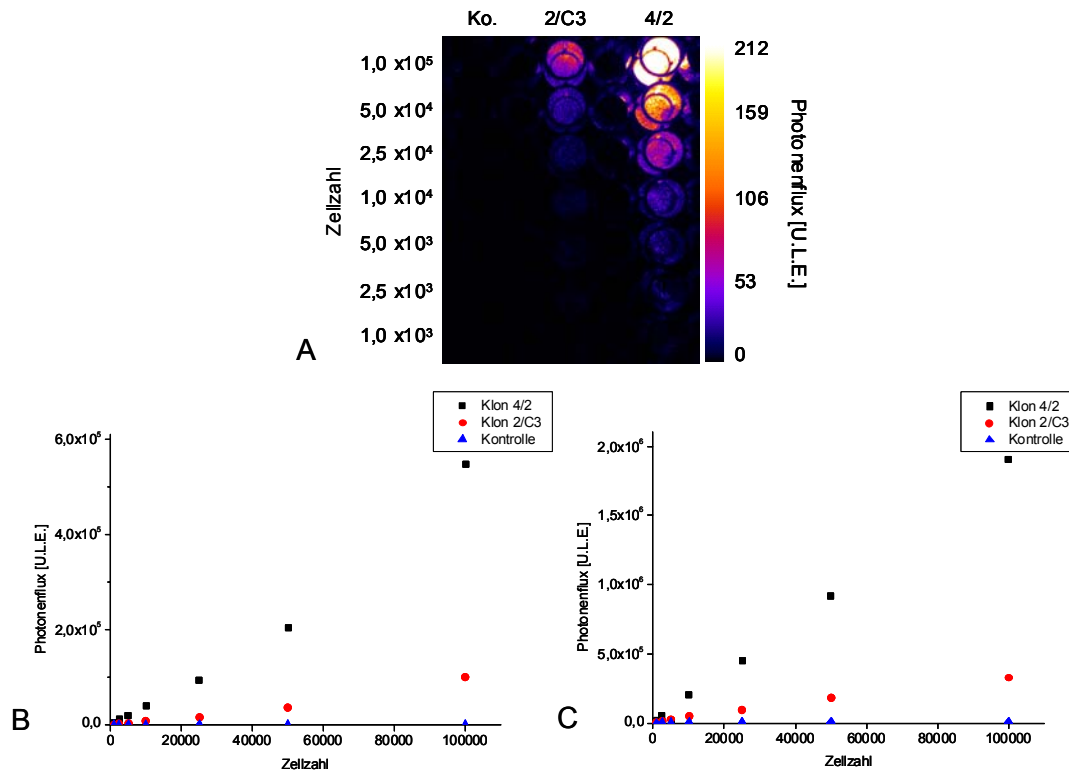 Ko. 2/C3 4/2
1,0 x10⁵
5,0 x10⁴
2,5 x10⁴
1,0 x10⁴
5,0 x10³
2,5 x10³
1,0 x10³
Zellzahl
212
159
106
53
0
Photonenflux [U.L.E.]
A
Klon 4/2
Klon 2/C3
Kontrolle
6,0x10⁵
4,0x10⁵
2,0x10⁵
0,0
Photonenflux [U.L.E.]
0 20000 40000 60000 80000 100000
Zellzahl
B
Klon 4/2
Klon 2/C3
Kontrolle
2,0x10⁶
1,5x10⁶
1,0x10⁶
5,0x10⁵
0,0
Photonenflux [U.L.E.]
0 20000 40000 60000 80000 100000
Zellzahl
C